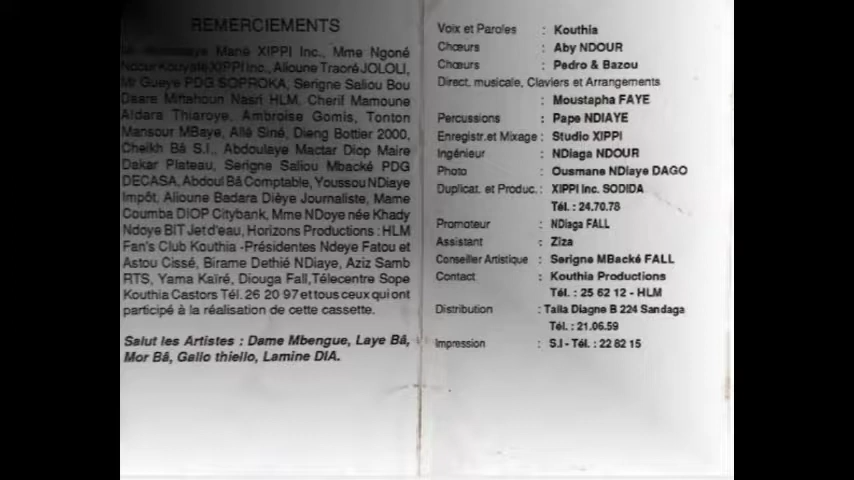 REMERCIEMENTS
Mané XIPPI Inc., Mme Ngoné
Ndour Kouyaté XIPPI Inc., Alioune Traoré JOLOLI,
Mr Gueye PDG SOPROKA, Serigne Saliou Bou
Daara Miftahoun Nasri HLM, Cherif Mamoune
Aïdara Thiaroye, Ambroise Gomis, Tonton
Mansour MBaye, Allé Siné, Dieng Bottier 2000,
Cheikh Bâ S.I., Abdoulaye Mactar Diop Maire
Dakar Plateau, Serigne Saliou Mbacké PDG
DECASA, Abdoul Bâ Comptable, Youssou NDiaye
Impôt, Alioune Badara Dièye Journaliste, Mame
Coumba DIOP Citybank, Mme NDoye née Khady
Ndoye BIT Jet d'eau, Horizons Productions : HLM
Fan's Club Kouthia -Présidentes Ndeye Fatou et
Astou Cissé, Birame Dethié NDiaye, Aziz Samb
RTS, Yama Kaïré, Diouga Fall, Télecentre Sope
Kouthia Castors Tél. 26 20 97 et tous ceux qui ont
participé à la réalisation de cette cassette.
Salut les Artistes : Dame Mbengue, Laye Bâ,
Mor Bâ, Gallo thiello, Lamine DIA.
Voix et Paroles : Kouthia
Chœurs : Aby NDOUR
Chœurs : Pedro & Bazou
Direct. musicale, Claviers et Arrangements
: Moustapha FAYE
Percussions : Pape NDIAYE
Enregistr. et Mixage : Studio XIPPI
Ingénieur : NDiaga NDOUR
Photo : Ousmane NDiaye DAGO
Duplicat. et Produc. : XIPPI Inc. SODIDA
Tél. : 24.70.78
Promoteur : NDiaga FALL
Assistant : Ziza
Conseiller Artistique : Serigne MBacké FALL
Contact : Kouthia Productions
Tél. : 25 62 12 - HLM
Distribution : Talla Diagne B 224 Sandaga
Tél. : 21.06.59
Impression : S.I - Tél. : 22 82 15